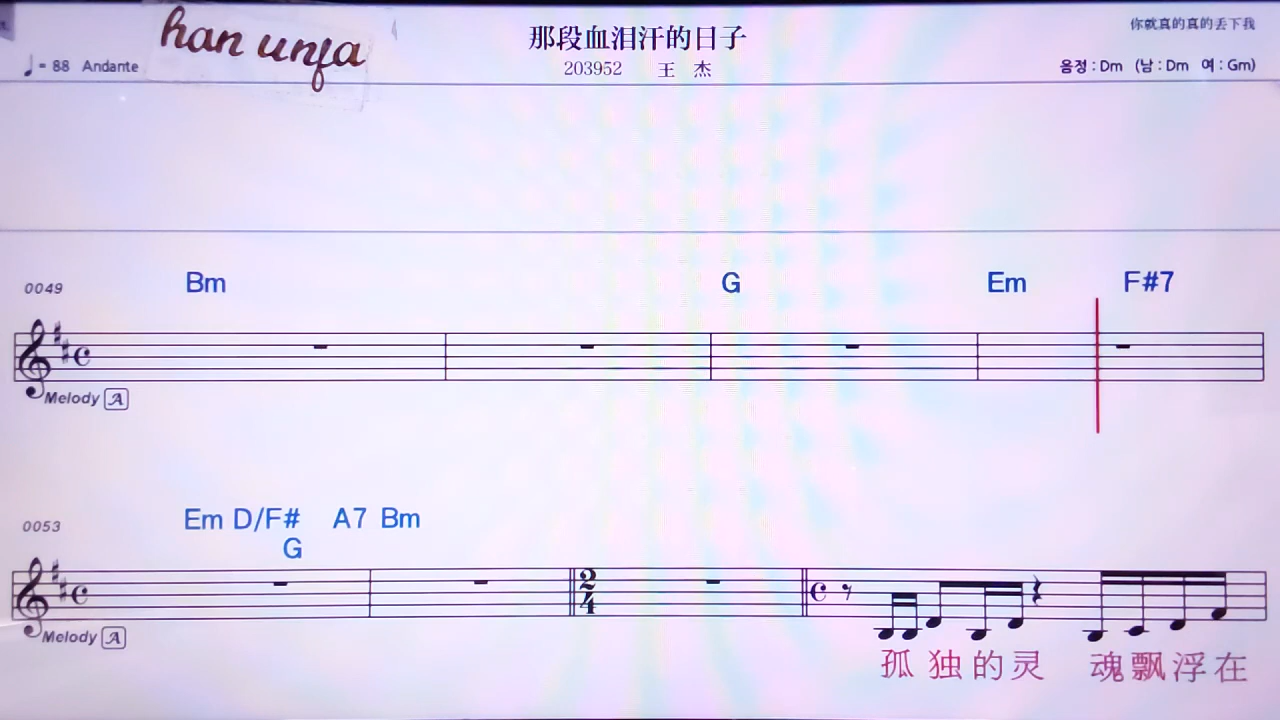 han unfa
那段血泪汗的日子
你就真的真的丢下我
♩= 88 Andante
203952 王 杰
음정 : Dm (남 : Dm 여 : Gm)
0049 Bm G Em F#7
Melody A
0053 Em D/F# A7 Bm
G
2
4
Melody A
孤 独 的 灵 魂 飘 浮 在